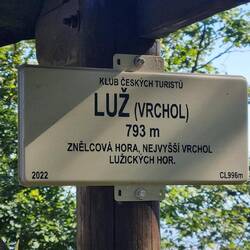 KLUB ČESKÝCH TURISTŮ
LUŽ (VRCHOL)
793 m
ZNĚLCOVÁ HORA, NEJVYŠŠÍ VRCHOL
LUŽICKÝCH HOR.
2022 CL996m